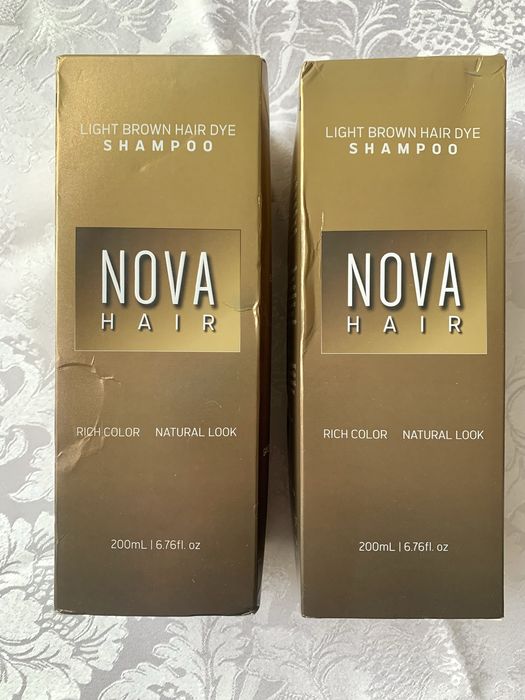 LIGHT BROWN HAIR DYE
SHAMPOO
NOVA
HAIR
RICH COLOR NATURAL LOOK
200mL | 6.76fl. oz
LIGHT BROWN HAIR DYE
SHAMPOO
NOVA
HAIR
RICH COLOR NATURAL LOOK
200mL | 6.76fl. oz